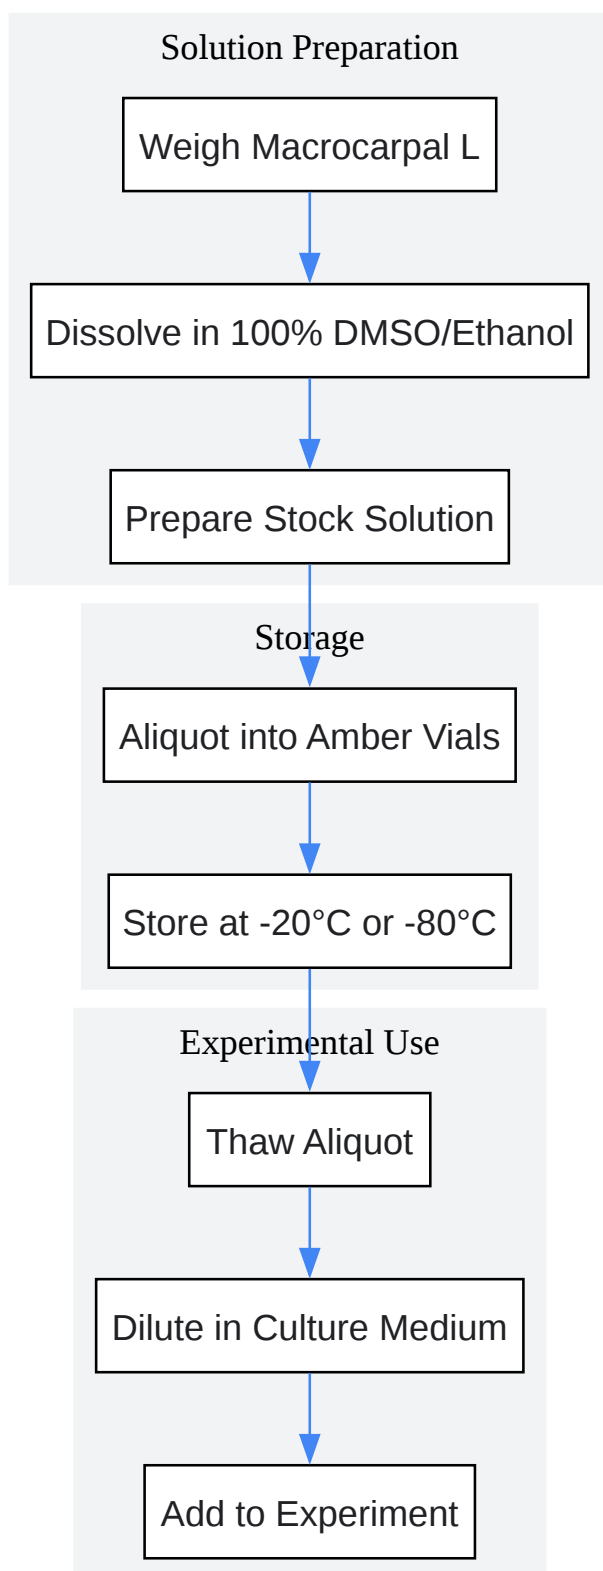 Solution Preparation
Weigh Macrocarpal L
Dissolve in 100% DMSO/Ethanol
Prepare Stock Solution
Storage
Aliquot into Amber Vials
Store at -20°C or -80°C
Experimental Use
Thaw Aliquot
Dilute in Culture Medium
Add to Experiment